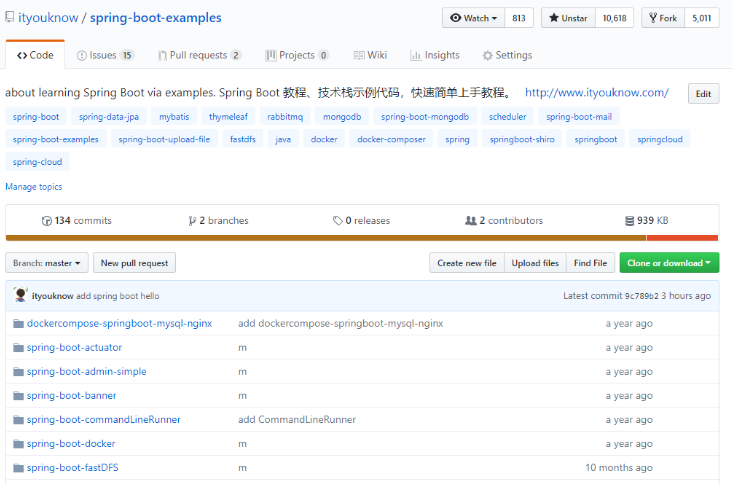 ityouknow / spring-boot-examples Watch 813 Unstar 10,618 Fork 5,011
Code Issues 15 Pull requests 2 Projects 0 Wiki Insights Settings
about learning Spring Boot via examples. Spring Boot 教程、技术栈示例代码，快速简单上手教程。 http://www.ityouknow.com/ Edit
spring-boot spring-data-jpa mybatis thymeleaf rabbitmq mongodb spring-boot-mongodb scheduler spring-boot-mail
spring-boot-examples spring-boot-upload-file fastdfs java docker docker-composer spring springboot-shiro springboot springcloud
spring-cloud
Manage topics
134 commits 2 branches 0 releases 2 contributors 939 KB
Branch: master New pull request Create new file Upload files Find File Clone or download
ityouknow add spring boot hello Latest commit 9c789b2 3 hours ago
dockercompose-springboot-mysql-nginx add dockercompose-springboot-mysql-nginx a year ago
spring-boot-actuator m a year ago
spring-boot-admin-simple m a year ago
spring-boot-banner m a year ago
spring-boot-commandLineRunner add CommandLineRunner a year ago
spring-boot-docker m a year ago
spring-boot-fastDFS m 10 months ago